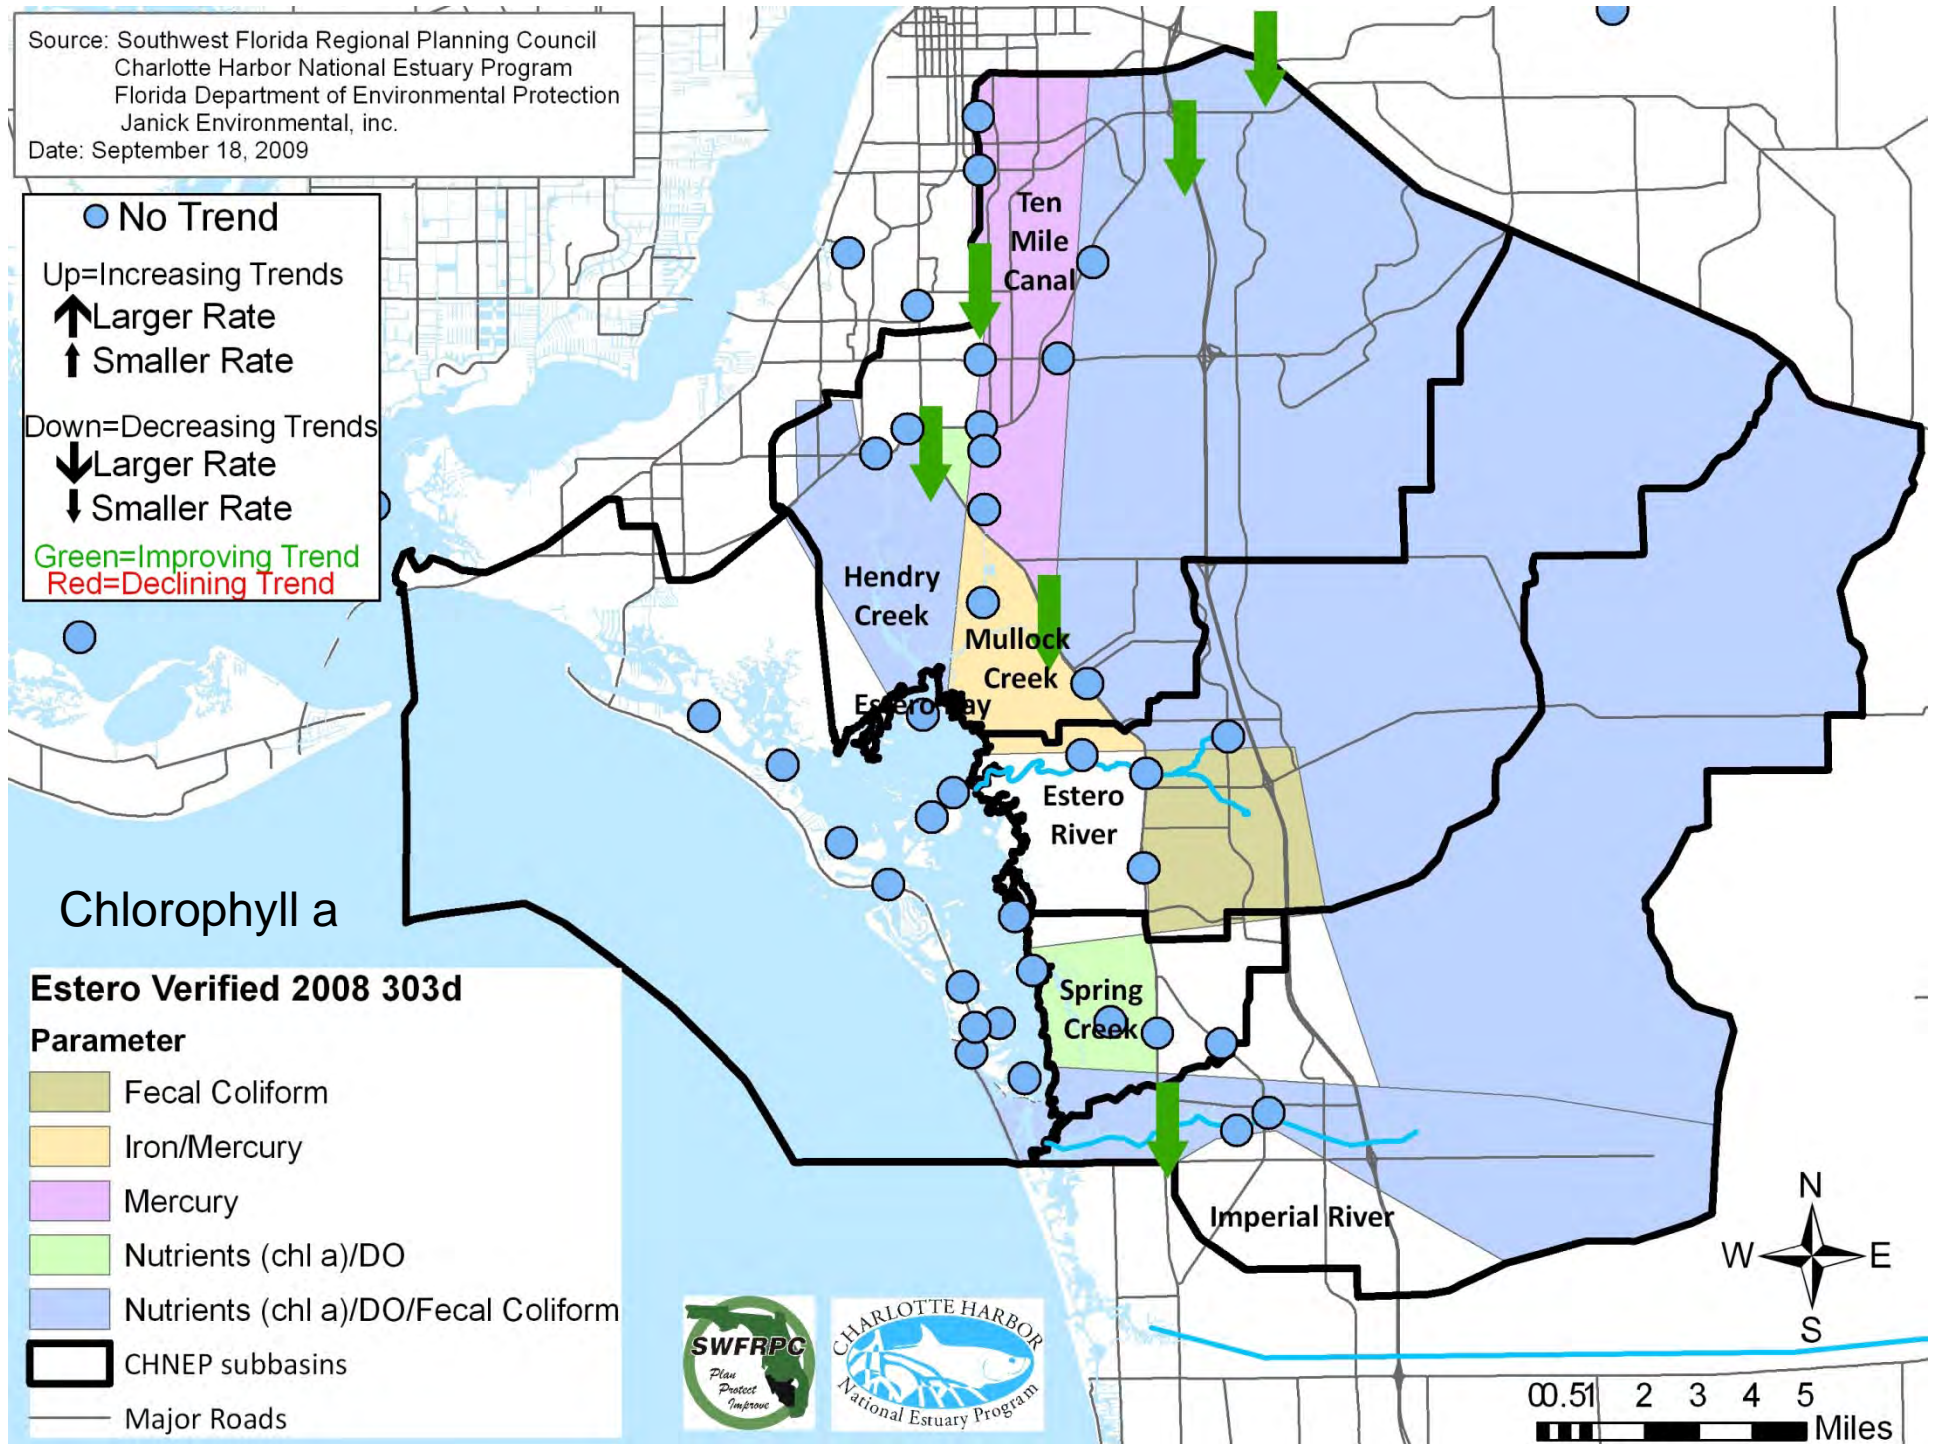 Source: Southwest Florida Regional Planning Council
Charlotte Harbor National Estuary Program
Florida Department of Environmental Protection
Janick Environmental, inc.
Date: September 18, 2009
No Trend
Up=Increasing Trends
Larger Rate
Smaller Rate
Down=Decreasing Trends
Larger Rate
Smaller Rate
Green=Improving Trend
Red=Declining Trend
Ten
Mile
Canal
Hendry
Creek
Mullock
Creek
Estero Bay
Estero
River
Spring
Creek
Imperial River
Chlorophyll a
Estero Verified 2008 303d
Parameter
Fecal Coliform
Iron/Mercury
Mercury
Nutrients (chl a)/DO
Nutrients (chl a)/DO/Fecal Coliform
CHNEP subbasins
Major Roads
SWFRPC
Plan
Protect
Improve
CHARLOTTE HARBOR
National Estuary Program
N
W E
S
0 0.5 1 2 3 4 5
Miles